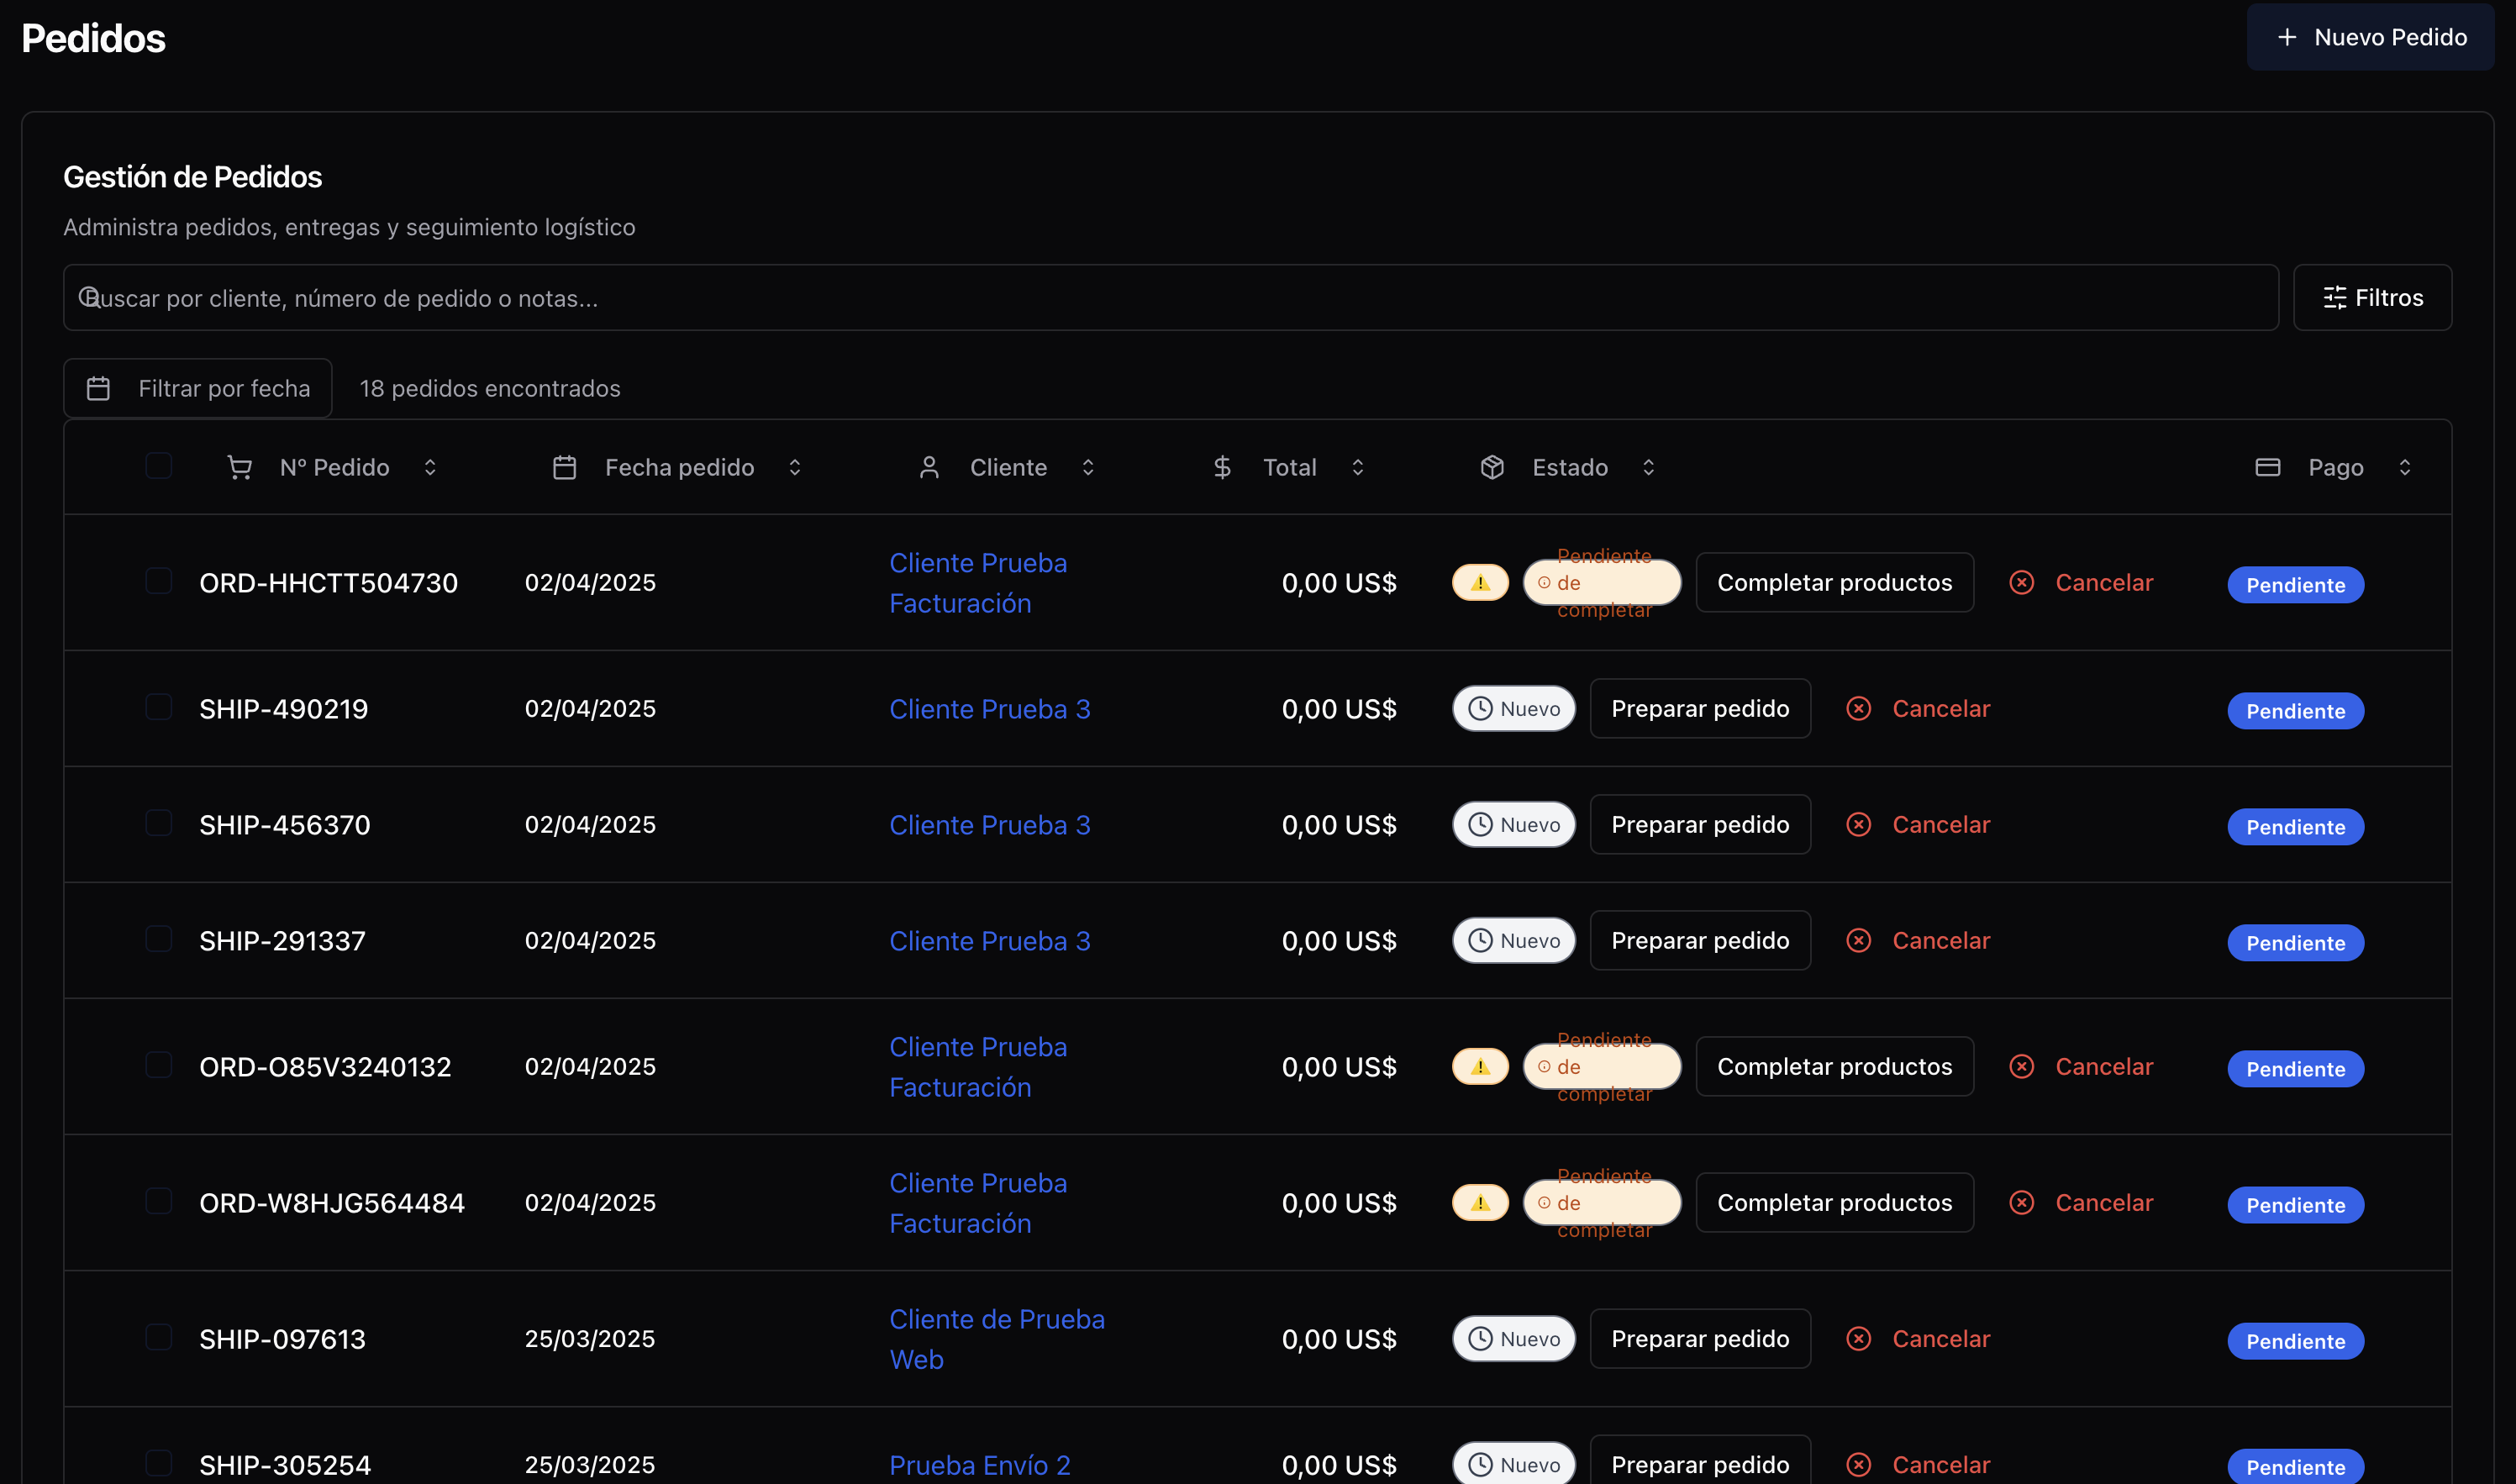 Pedidos
Nuevo Pedido
Gestión de Pedidos
Administra pedidos, entregas y seguimiento logístico
Buscar por cliente, número de pedido o notas...
Filtros
Filtrar por fecha
18 pedidos encontrados
Nº Pedido Fecha pedido Cliente Total Estado Pago
ORD-HHCTT504730 02/04/2025 Cliente Prueba Facturación 0,00 US$ Pendiente de completar Completar productos Cancelar Pendiente
SHIP-490219 02/04/2025 Cliente Prueba 3 0,00 US$ Nuevo Preparar pedido Cancelar Pendiente
SHIP-456370 02/04/2025 Cliente Prueba 3 0,00 US$ Nuevo Preparar pedido Cancelar Pendiente
SHIP-291337 02/04/2025 Cliente Prueba 3 0,00 US$ Nuevo Preparar pedido Cancelar Pendiente
ORD-O85V3240132 02/04/2025 Cliente Prueba Facturación 0,00 US$ Pendiente de completar Completar productos Cancelar Pendiente
ORD-W8HJG564484 02/04/2025 Cliente Prueba Facturación 0,00 US$ Pendiente de completar Completar productos Cancelar Pendiente
SHIP-097613 25/03/2025 Cliente de Prueba Web 0,00 US$ Nuevo Preparar pedido Cancelar Pendiente
SHIP-305254 25/03/2025 Prueba Envío 2 0,00 US$ Nuevo Preparar pedido Cancelar Pendiente